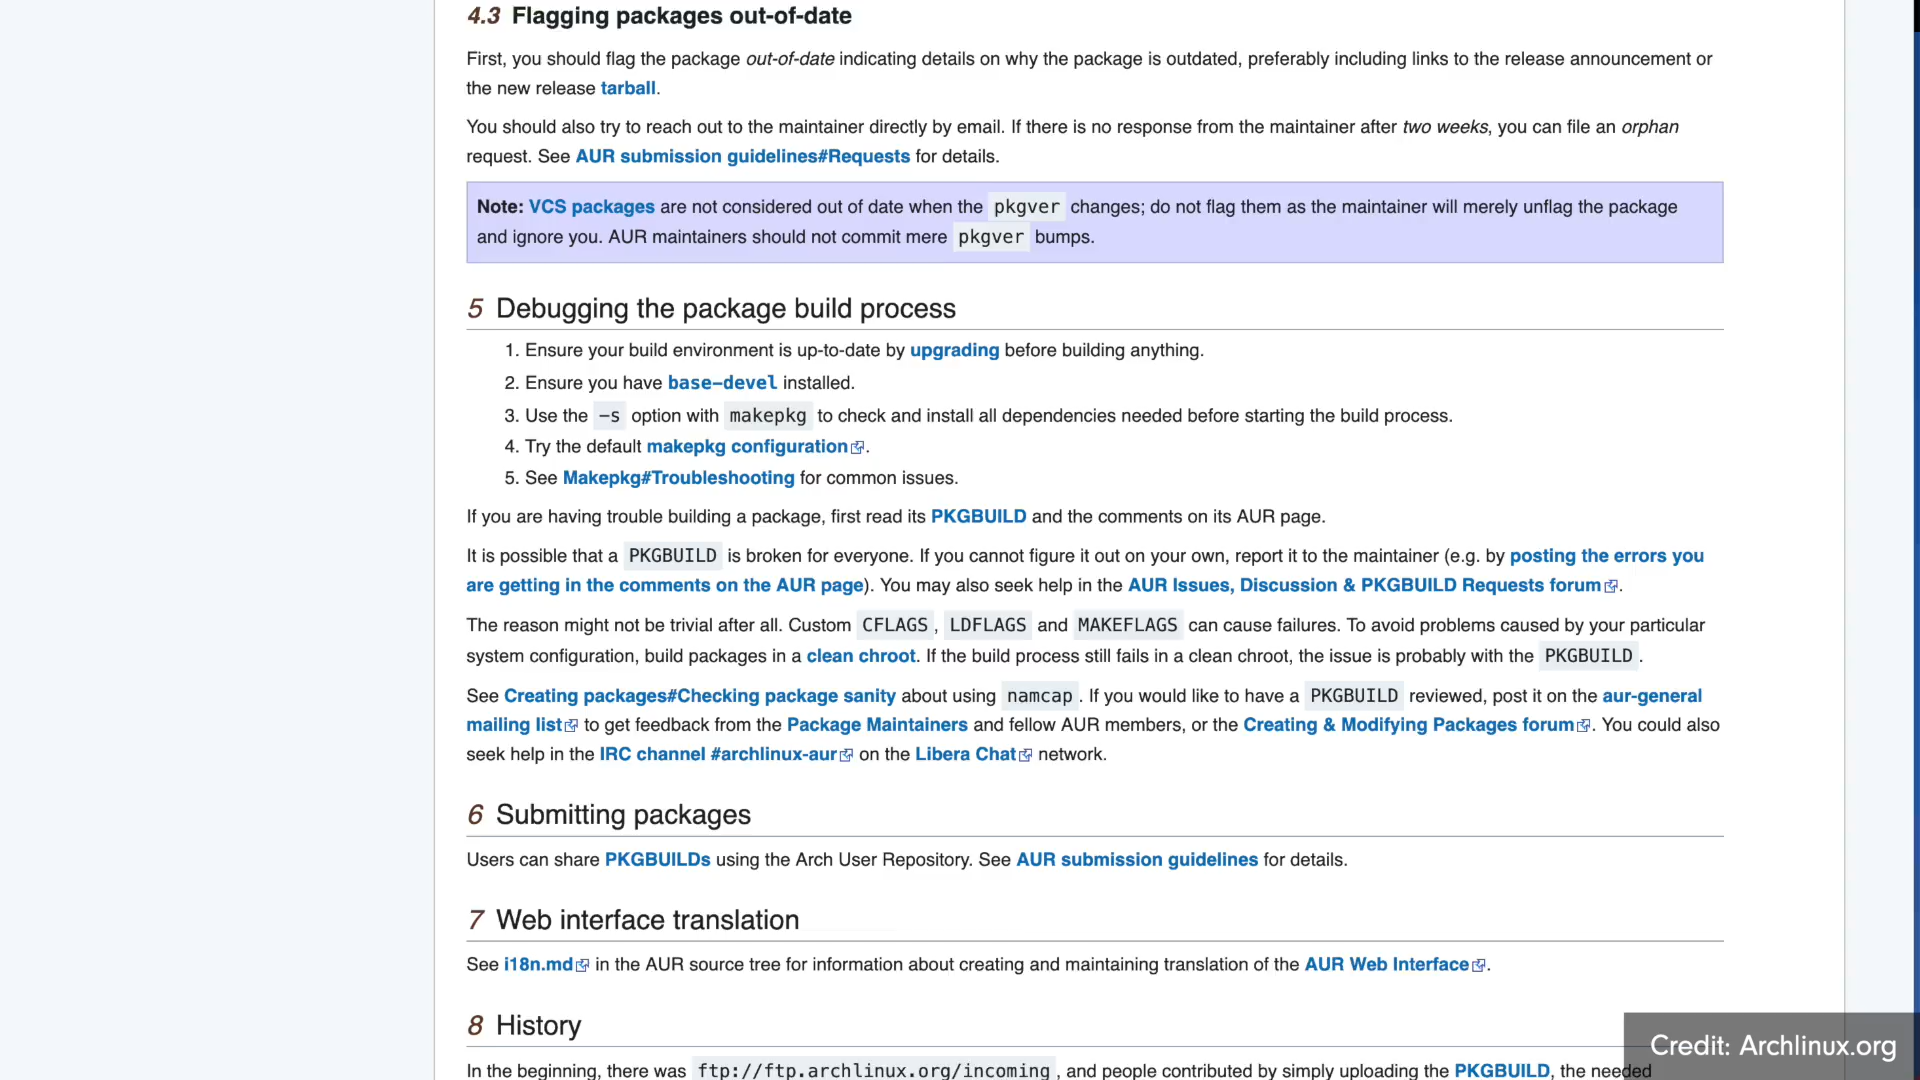 4.3 Flagging packages out-of-date
First, you should flag the package out-of-date indicating details on why the package is outdated, preferably including links to the release announcement or
the new release tarball.
You should also try to reach out to the maintainer directly by email. If there is no response from the maintainer after two weeks, you can file an orphan
request. See AUR submission guidelines#Requests for details.
Note: VCS packages are not considered out of date when the pkgver changes; do not flag them as the maintainer will merely unflag the package
and ignore you. AUR maintainers should not commit mere pkgver bumps.
5 Debugging the package build process
1. Ensure your build environment is up-to-date by upgrading before building anything.
2. Ensure you have base-devel installed.
3. Use the -s option with makepkg to check and install all dependencies needed before starting the build process.
4. Try the default makepkg configuration.
5. See Makepkg#Troubleshooting for common issues.
If you are having trouble building a package, first read its PKGBUILD and the comments on its AUR page.
It is possible that a PKGBUILD is broken for everyone. If you cannot figure it out on your own, report it to the maintainer (e.g. by posting the errors you
are getting in the comments on the AUR page). You may also seek help in the AUR Issues, Discussion & PKGBUILD Requests forum.
The reason might not be trivial after all. Custom CFLAGS, LDFLAGS and MAKEFLAGS can cause failures. To avoid problems caused by your particular
system configuration, build packages in a clean chroot. If the build process still fails in a clean chroot, the issue is probably with the PKGBUILD.
See Creating packages#Checking package sanity about using namcap. If you would like to have a PKGBUILD reviewed, post it on the aur-general
mailing list to get feedback from the Package Maintainers and fellow AUR members, or the Creating & Modifying Packages forum. You could also
seek help in the IRC channel #archlinux-aur on the Libera Chat network.
6 Submitting packages
Users can share PKGBUILDs using the Arch User Repository. See AUR submission guidelines for details.
7 Web interface translation
See i18n.md in the AUR source tree for information about creating and maintaining translation of the AUR Web Interface.
8 History
In the beginning, there was ftp://ftp.archlinux.org/incoming, and people contributed by simply uploading the PKGBUILD, the needed
Credit: Archlinux.org